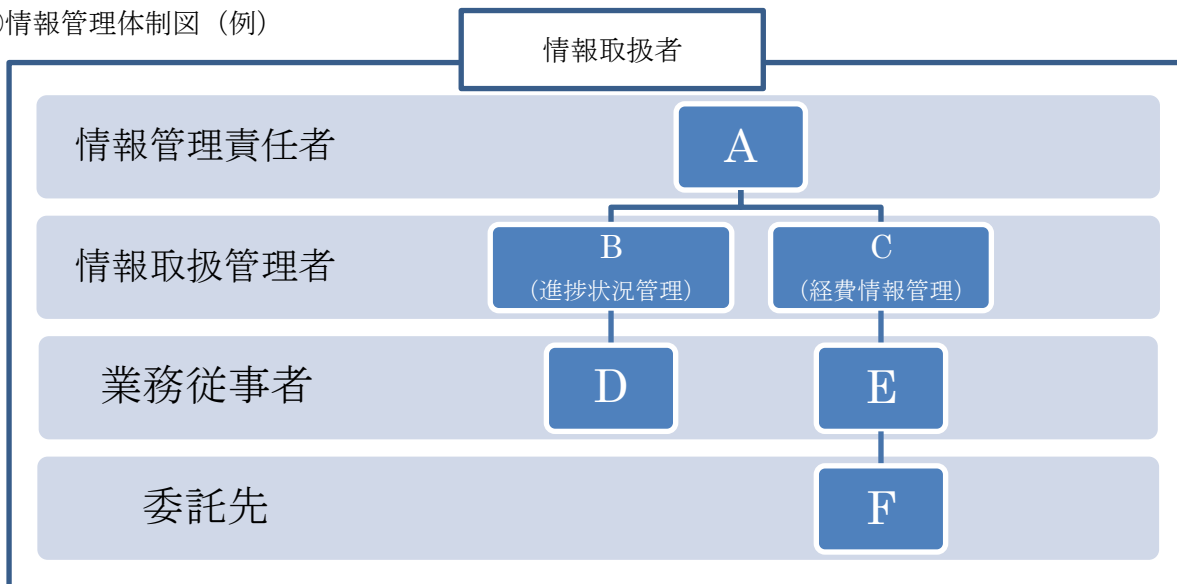 情報管理体制図（例）
情報取扱者
情報管理責任者
A
情報取扱管理者
B
（進捗状況管理）
C
（経費情報管理）
業務従事者
D
E
委託先
F